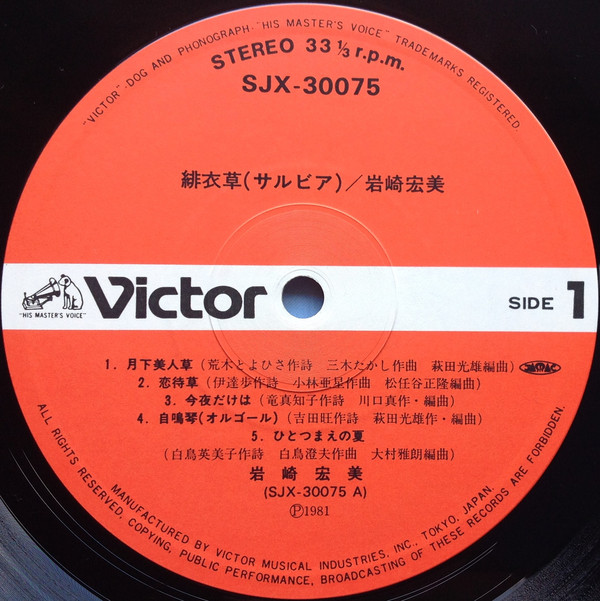 "VICTOR"-DOG AND PHONOGRAPH-"HIS MASTER'S VOICE" TRADEMARKS REGISTERED
STEREO 33 1/3 r.p.m.
SJX-30075
緋衣草(サルビア)／岩崎宏美
"HIS MASTER'S VOICE"
Victor
SIDE 1
1. 月下美人草(荒木とよひさ作詩 三木たかし作曲 萩田光雄編曲) JASRAC
2. 恋待草(伊達歩作詩 小林亜星作曲 松任谷正隆編曲)
3. 今夜だけは(竜真知子作詩 川口真作・編曲)
4. 自鳴琴(オルゴール)(吉田旺作詩 萩田光雄作・編曲)
5. ひとつまえの夏
(白鳥英美子作詩 白鳥澄夫作曲 大村雅朗編曲)
岩崎宏美
(SJX-30075 A)
Ⓟ1981
ALL RIGHTS RESERVED. COPYING, PUBLIC PERFORMANCE, BROADCASTING OF THESE RECORDS ARE FORBIDDEN.
MANUFACTURED BY VICTOR MUSICAL INDUSTRIES, INC., TOKYO, JAPAN.